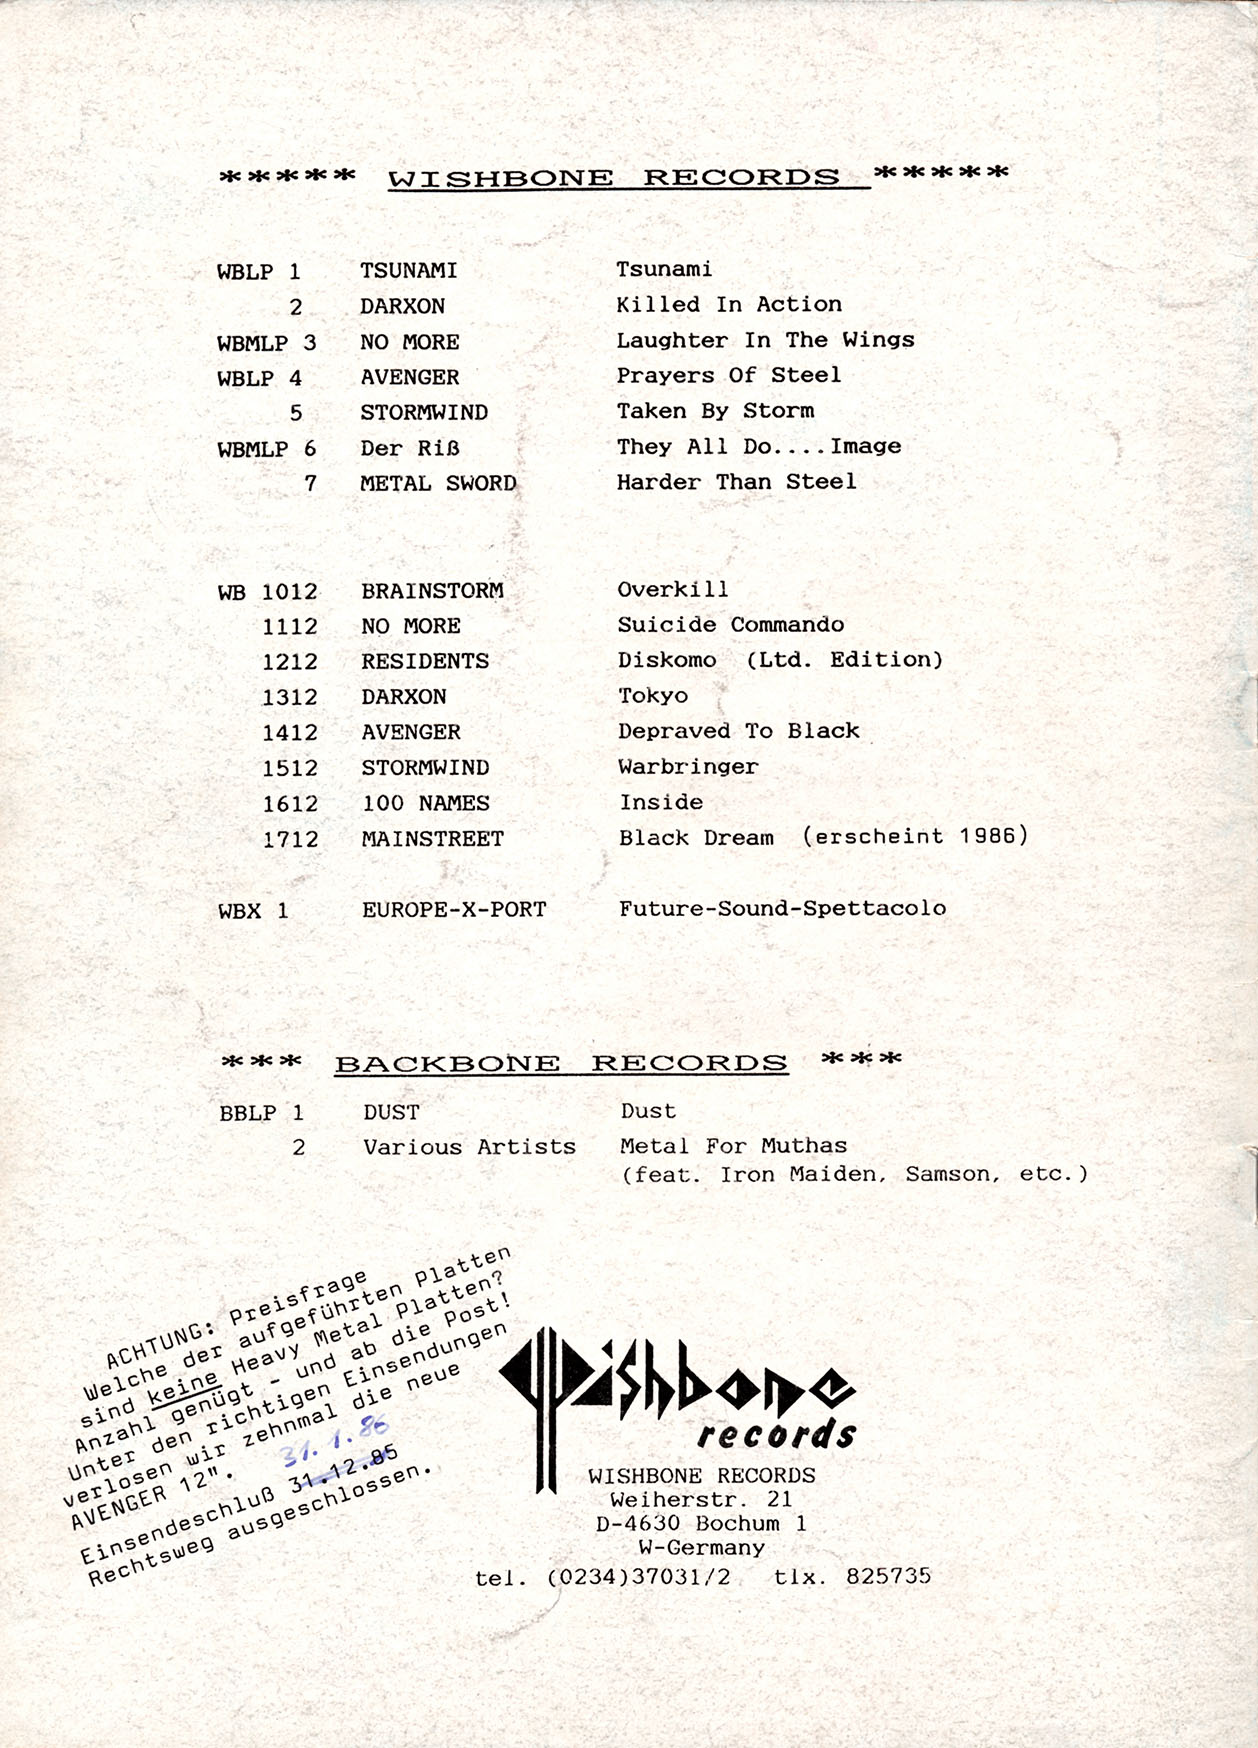 ***** WISHBONE RECORDS *****
WBLP 1 TSUNAMI Tsunami
2 DARXON Killed In Action
WBMLP 3 NO MORE Laughter In The Wings
WBLP 4 AVENGER Prayers Of Steel
5 STORMWIND Taken By Storm
WBMLP 6 Der Riß They All Do....Image
7 METAL SWORD Harder Than Steel
WB 1012 BRAINSTORM Overkill
1112 NO MORE Suicide Commando
1212 RESIDENTS Diskomo (Ltd. Edition)
1312 DARXON Tokyo
1412 AVENGER Depraved To Black
1512 STORMWIND Warbringer
1612 100 NAMES Inside
1712 MAINSTREET Black Dream (erscheint 1986)
WBX 1 EUROPE-X-PORT Future-Sound-Spettacolo
*** BACKBONE RECORDS ***
BBLP 1 DUST Dust
2 Various Artists Metal For Muthas
(feat. Iron Maiden, Samson, etc.)
ACHTUNG: Preisfrage
Welche der aufgeführten Platten
sind keine Heavy Metal Platten?
Anzahl genügt - und ab die Post!
Unter den richtigen Einsendungen
verlosen wir zehnmal die neue
AVENGER 12".
31.1.86
Einsendeschluß 31.12.85
Rechtsweg ausgeschlossen.
Wishbone
records
WISHBONE RECORDS
Weiherstr. 21
D-4630 Bochum 1
W-Germany
tel. (0234)37031/2 tlx. 825735